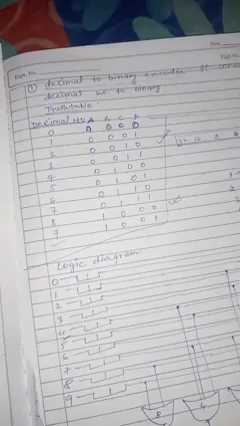 Page No.
Date
① decimal to binary encoder It
decimal no. to binary.
Truthtable:
Decimal No A B C D
0 0 0 0 0
1 0 0 0 1
2 0 0 1 0
3 0 0 1 1
4 0 1 0 0
5 0 1 0 1
6 0 1 1 0
7 0 1 1 1
8 1 0 0 0
9 1 0 0 1
Logic diagram
0
1
2
3
4
5
6
7
8
9
8 4